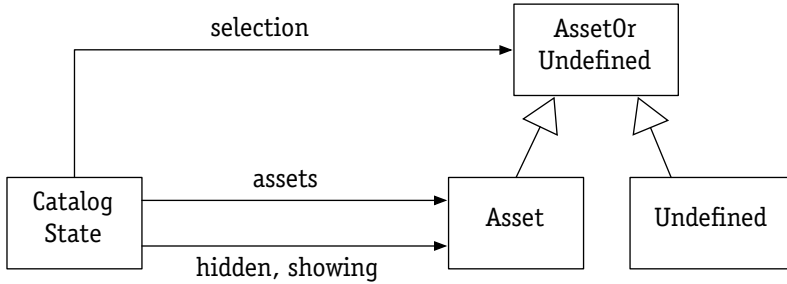 selection
AssetOr
Undefined
assets
Catalog
State
Asset
Undefined
hidden, showing